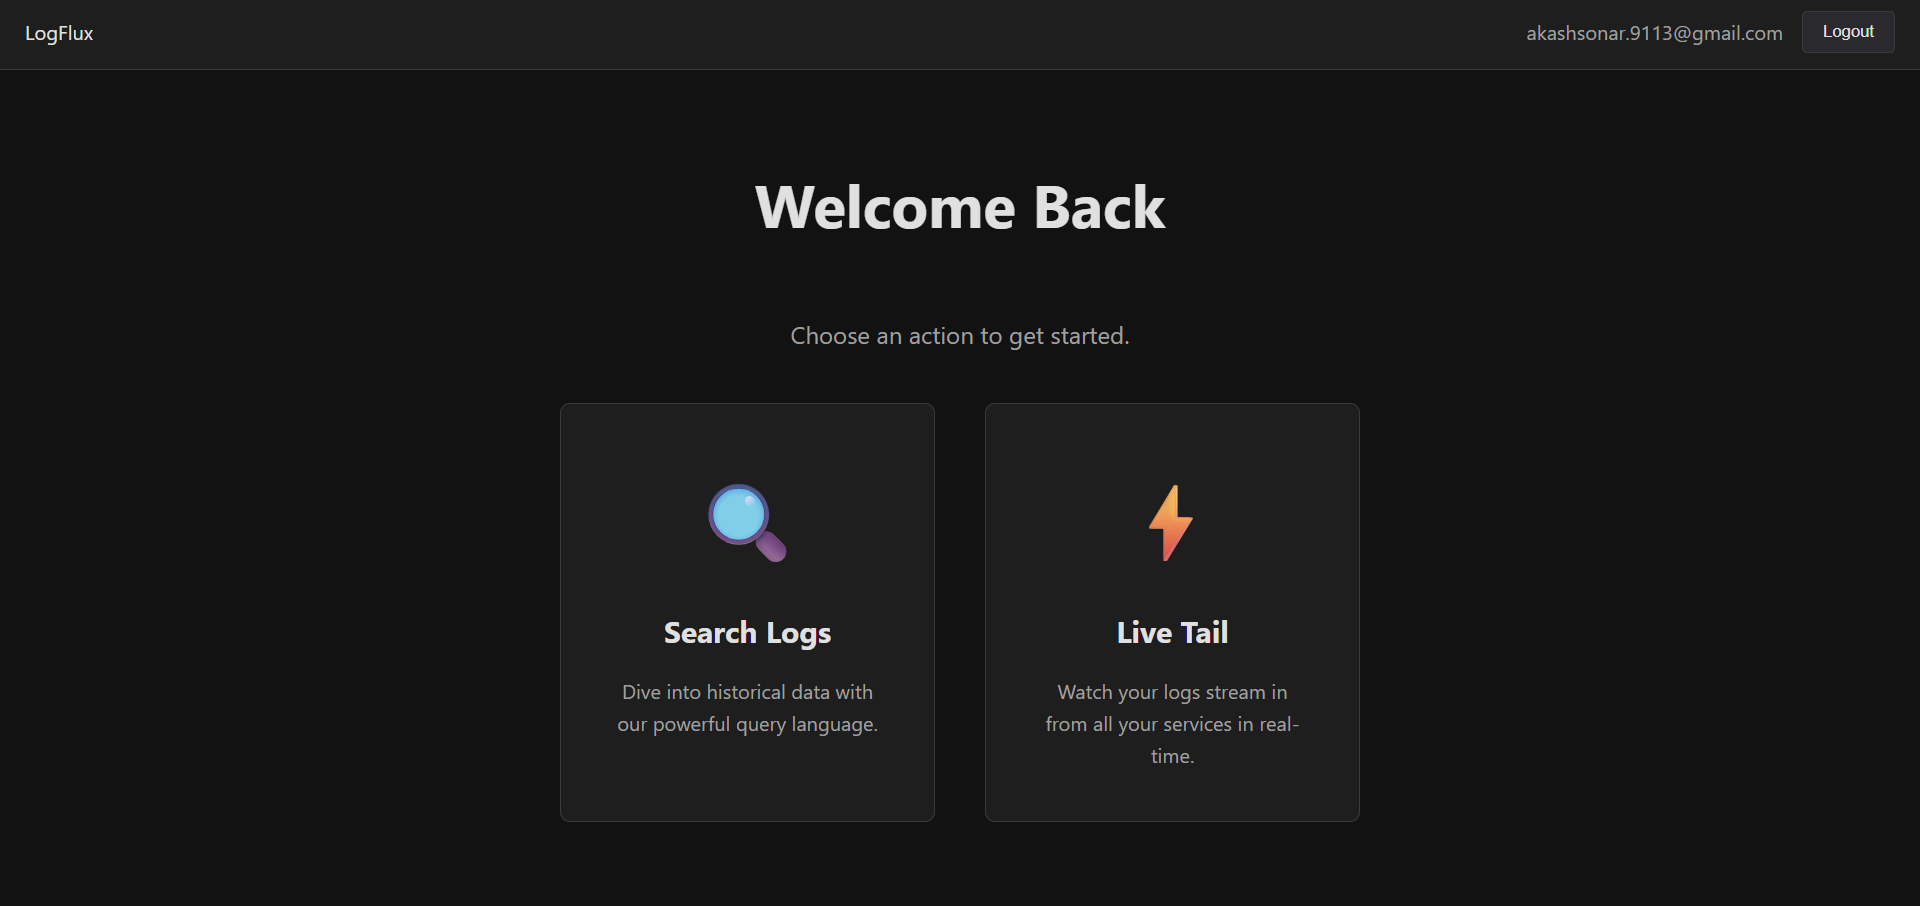 LogFlux
akashsonar.9113@gmail.com
Logout
Welcome Back
Choose an action to get started.
Search Logs
Dive into historical data with
our powerful query language.
Live Tail
Watch your logs stream in
from all your services in real-
time.